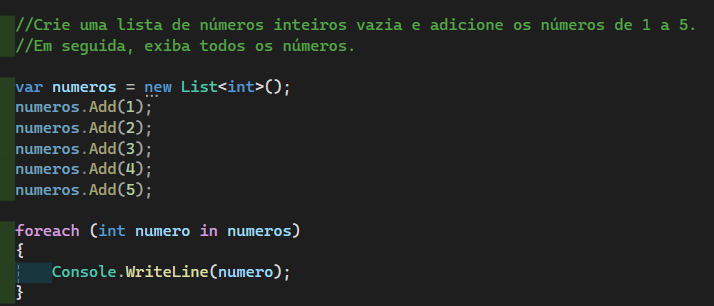 //Crie uma lista de números inteiros vazia e adicione os números de 1 a 5.
//Em seguida, exiba todos os números.
var numeros = new List<int>();
numeros.Add(1);
numeros.Add(2);
numeros.Add(3);
numeros.Add(4);
numeros.Add(5);
foreach (int numero in numeros)
{
    Console.WriteLine(numero);
}